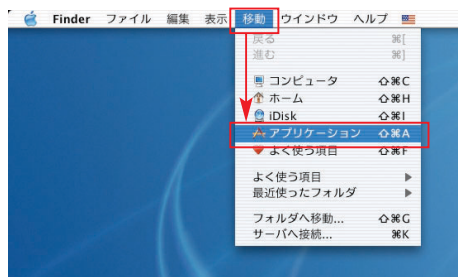 Finder ファイル 編集 表示 移動 ウインドウ ヘルプ
戻る ⌘[
進む ⌘]
コンピュータ ⇧⌘C
ホーム ⇧⌘H
iDisk ⇧⌘I
アプリケーション ⇧⌘A
よく使う項目 ⇧⌘F
よく使う項目 ▶
最近使ったフォルダ ▶
フォルダへ移動... ⇧⌘G
サーバへ接続... ⌘K